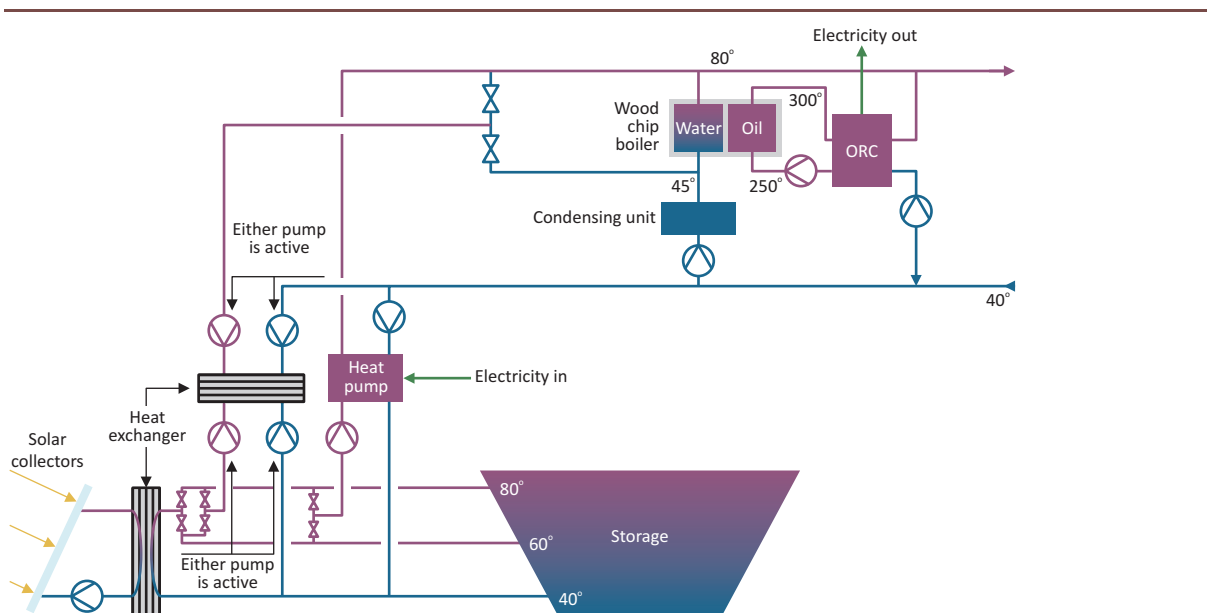 Electricity out
80°
300°
Wood
chip
boiler
Water
Oil
ORC
45°
250°
Condensing unit
Either pump
is active
40°
Heat
pump
Electricity in
Heat
exchanger
Solar
collectors
80°
Storage
60°
Either pump
is active
40°